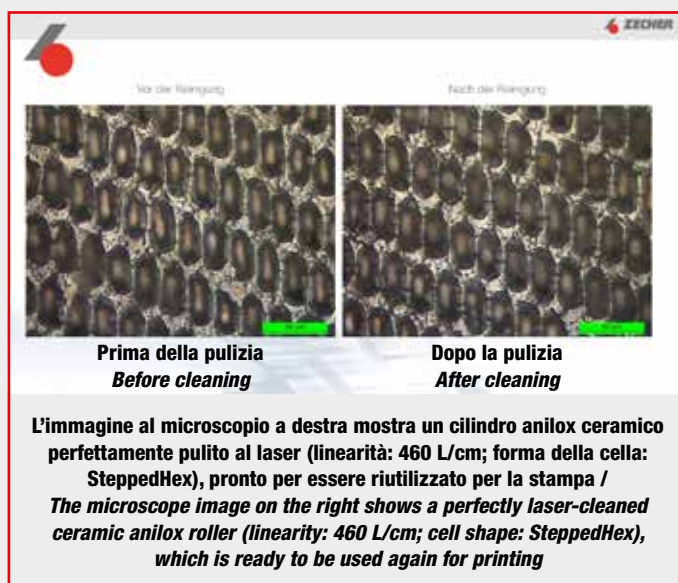 ZECHER
Vor der Reinigung
Nach der Reinigung
Prima della pulizia
Before cleaning
Dopo la pulizia
After cleaning
L'immagine al microscopio a destra mostra un cilindro anilox ceramico
perfettamente pulito al laser (linearità: 460 L/cm; forma della cella:
SteppedHex), pronto per essere riutilizzato per la stampa /
The microscope image on the right shows a perfectly laser-cleaned
ceramic anilox roller (linearity: 460 L/cm; cell shape: SteppedHex),
which is ready to be used again for printing